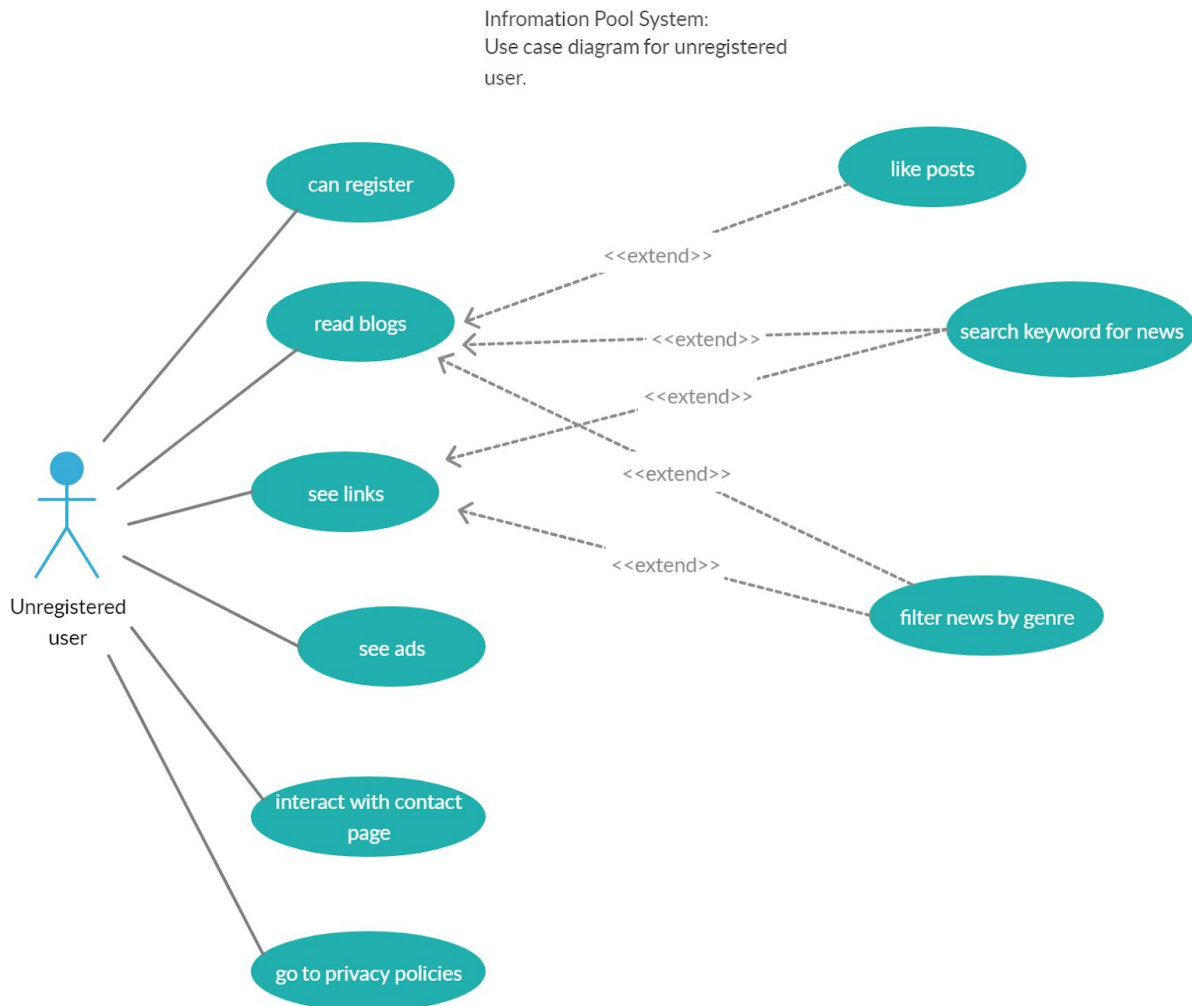 Infromation Pool System:
Use case diagram for unregistered
user.
can register
like posts
<<extend>>
read blogs
<<extend>>
search keyword for news
<<extend>>
see links
<<extend>>
<<extend>>
Unregistered
user
filter news by genre
see ads
interact with contact
page
go to privacy policies